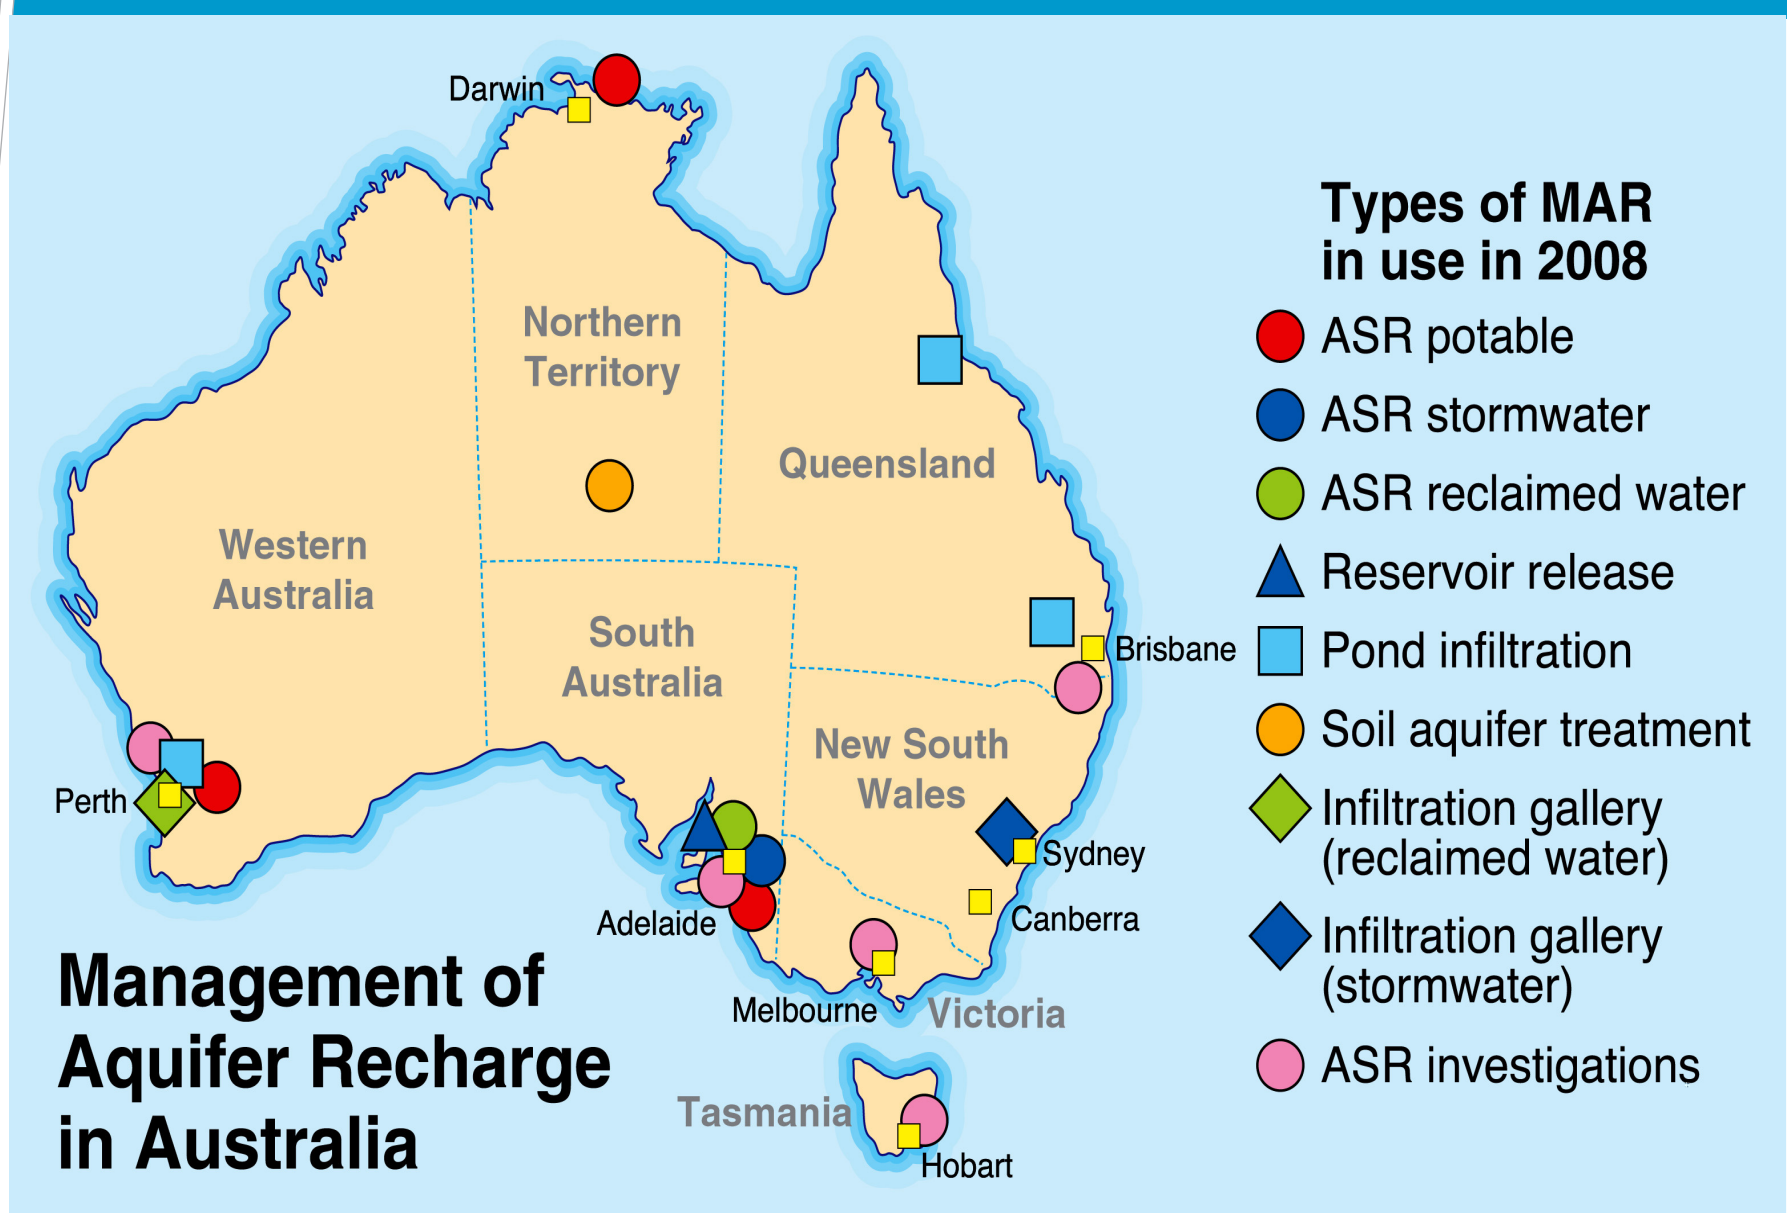 Darwin
Northern
Territory
Queensland
Western
Australia
South
Australia
Brisbane
New South
Wales
Perth
Sydney
Adelaide
Canberra
Melbourne
Victoria
Tasmania
Hobart
Management of
Aquifer Recharge
in Australia
Types of MAR
in use in 2008
ASR potable
ASR stormwater
ASR reclaimed water
Reservoir release
Pond infiltration
Soil aquifer treatment
Infiltration gallery
(reclaimed water)
Infiltration gallery
(stormwater)
ASR investigations